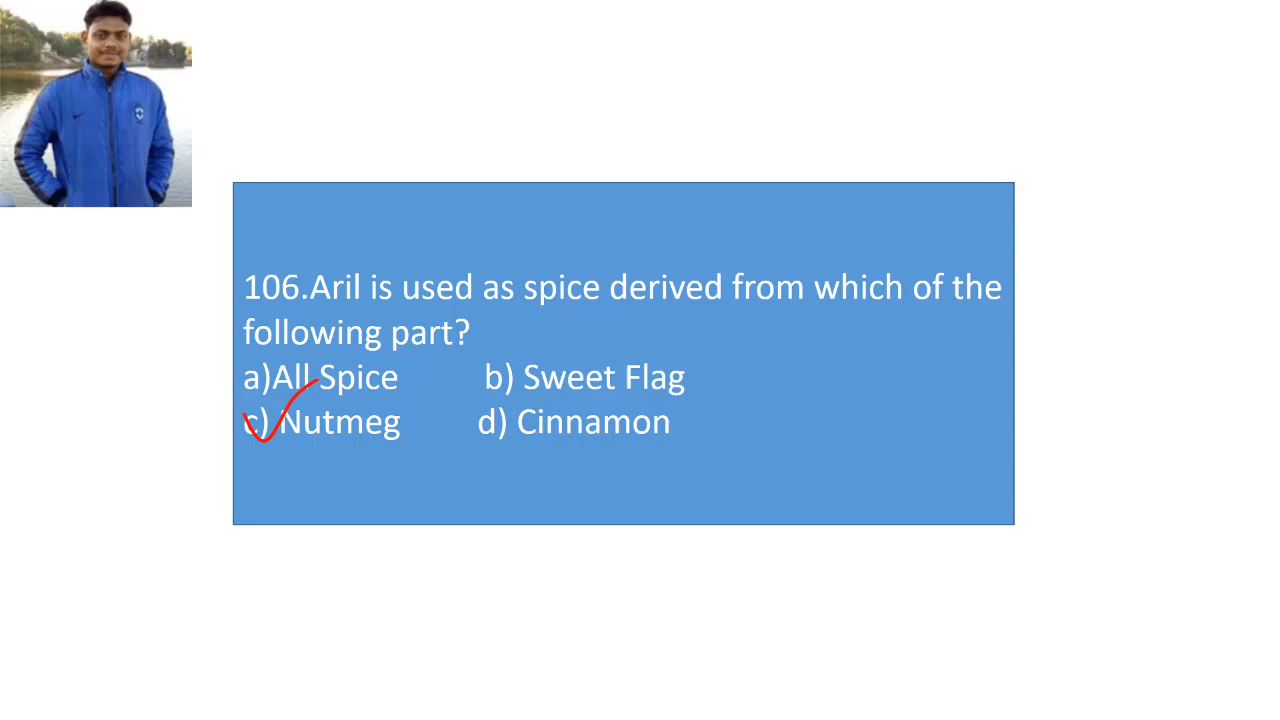 106.Aril is used as spice derived from which of the
following part?
a)All Spice b) Sweet Flag
c) Nutmeg d) Cinnamon